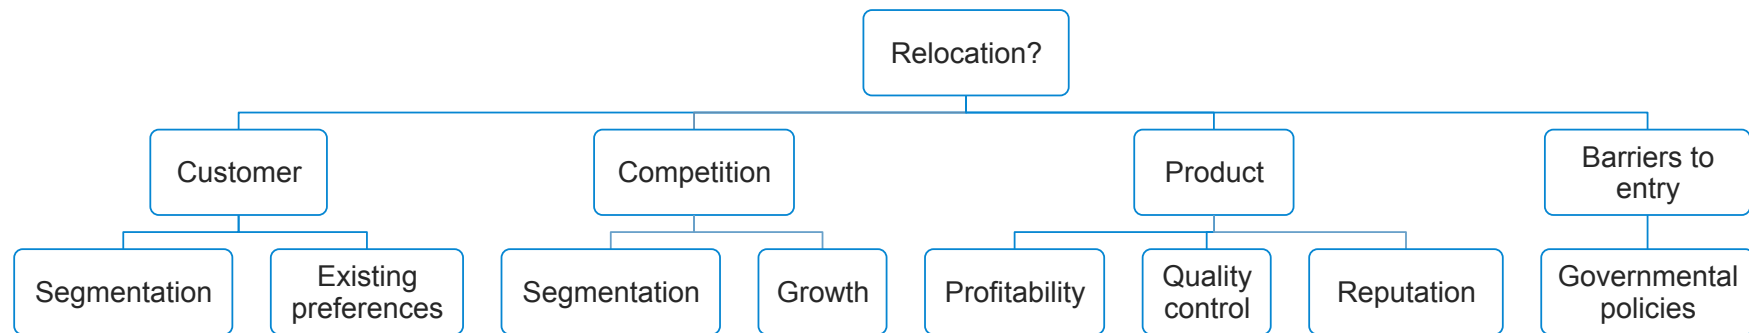 Relocation?
Customer
Competition
Product
Barriers to
entry
Segmentation
Existing
preferences
Segmentation
Growth
Profitability
Quality
control
Reputation
Governmental
policies